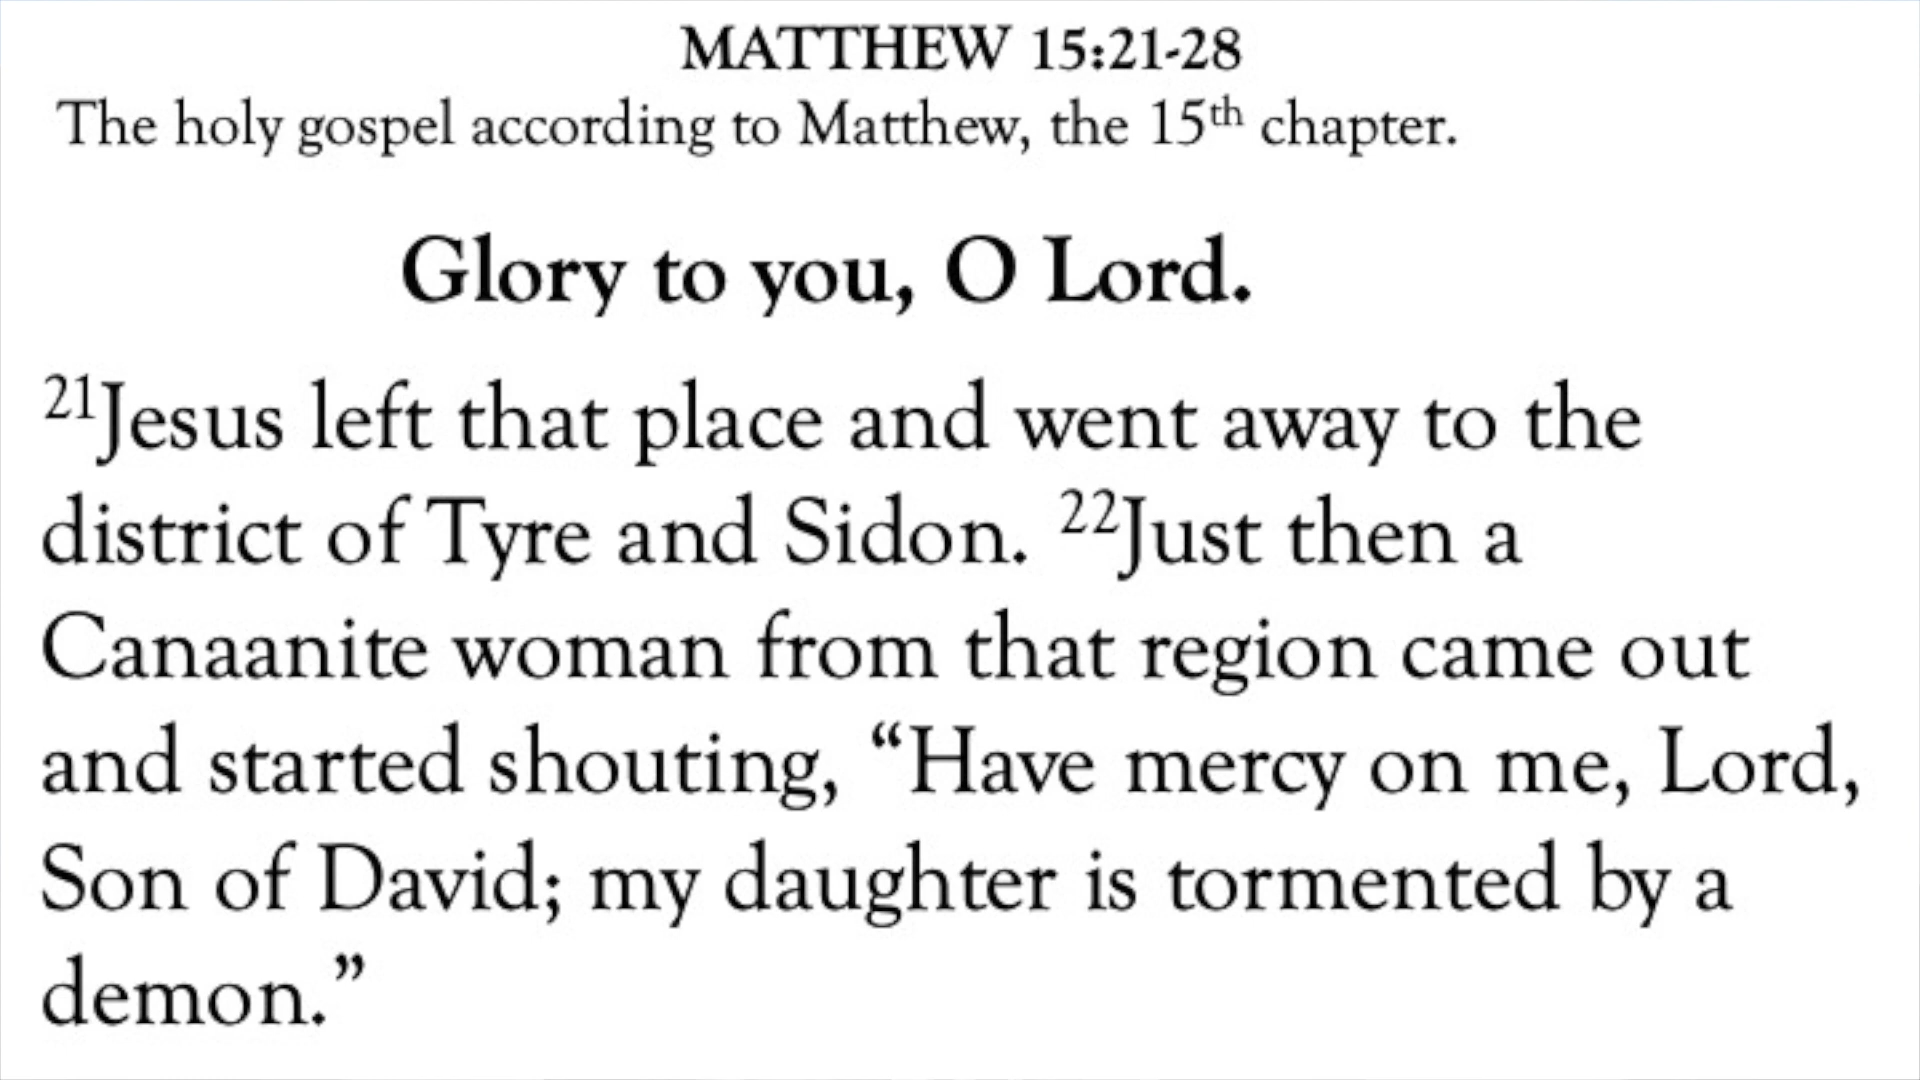 MATTHEW 15:21-28
The holy gospel according to Matthew, the 15th chapter.
Glory to you, O Lord.
21Jesus left that place and went away to the
district of Tyre and Sidon. 22Just then a
Canaanite woman from that region came out
and started shouting, “Have mercy on me, Lord,
Son of David; my daughter is tormented by a
demon.”